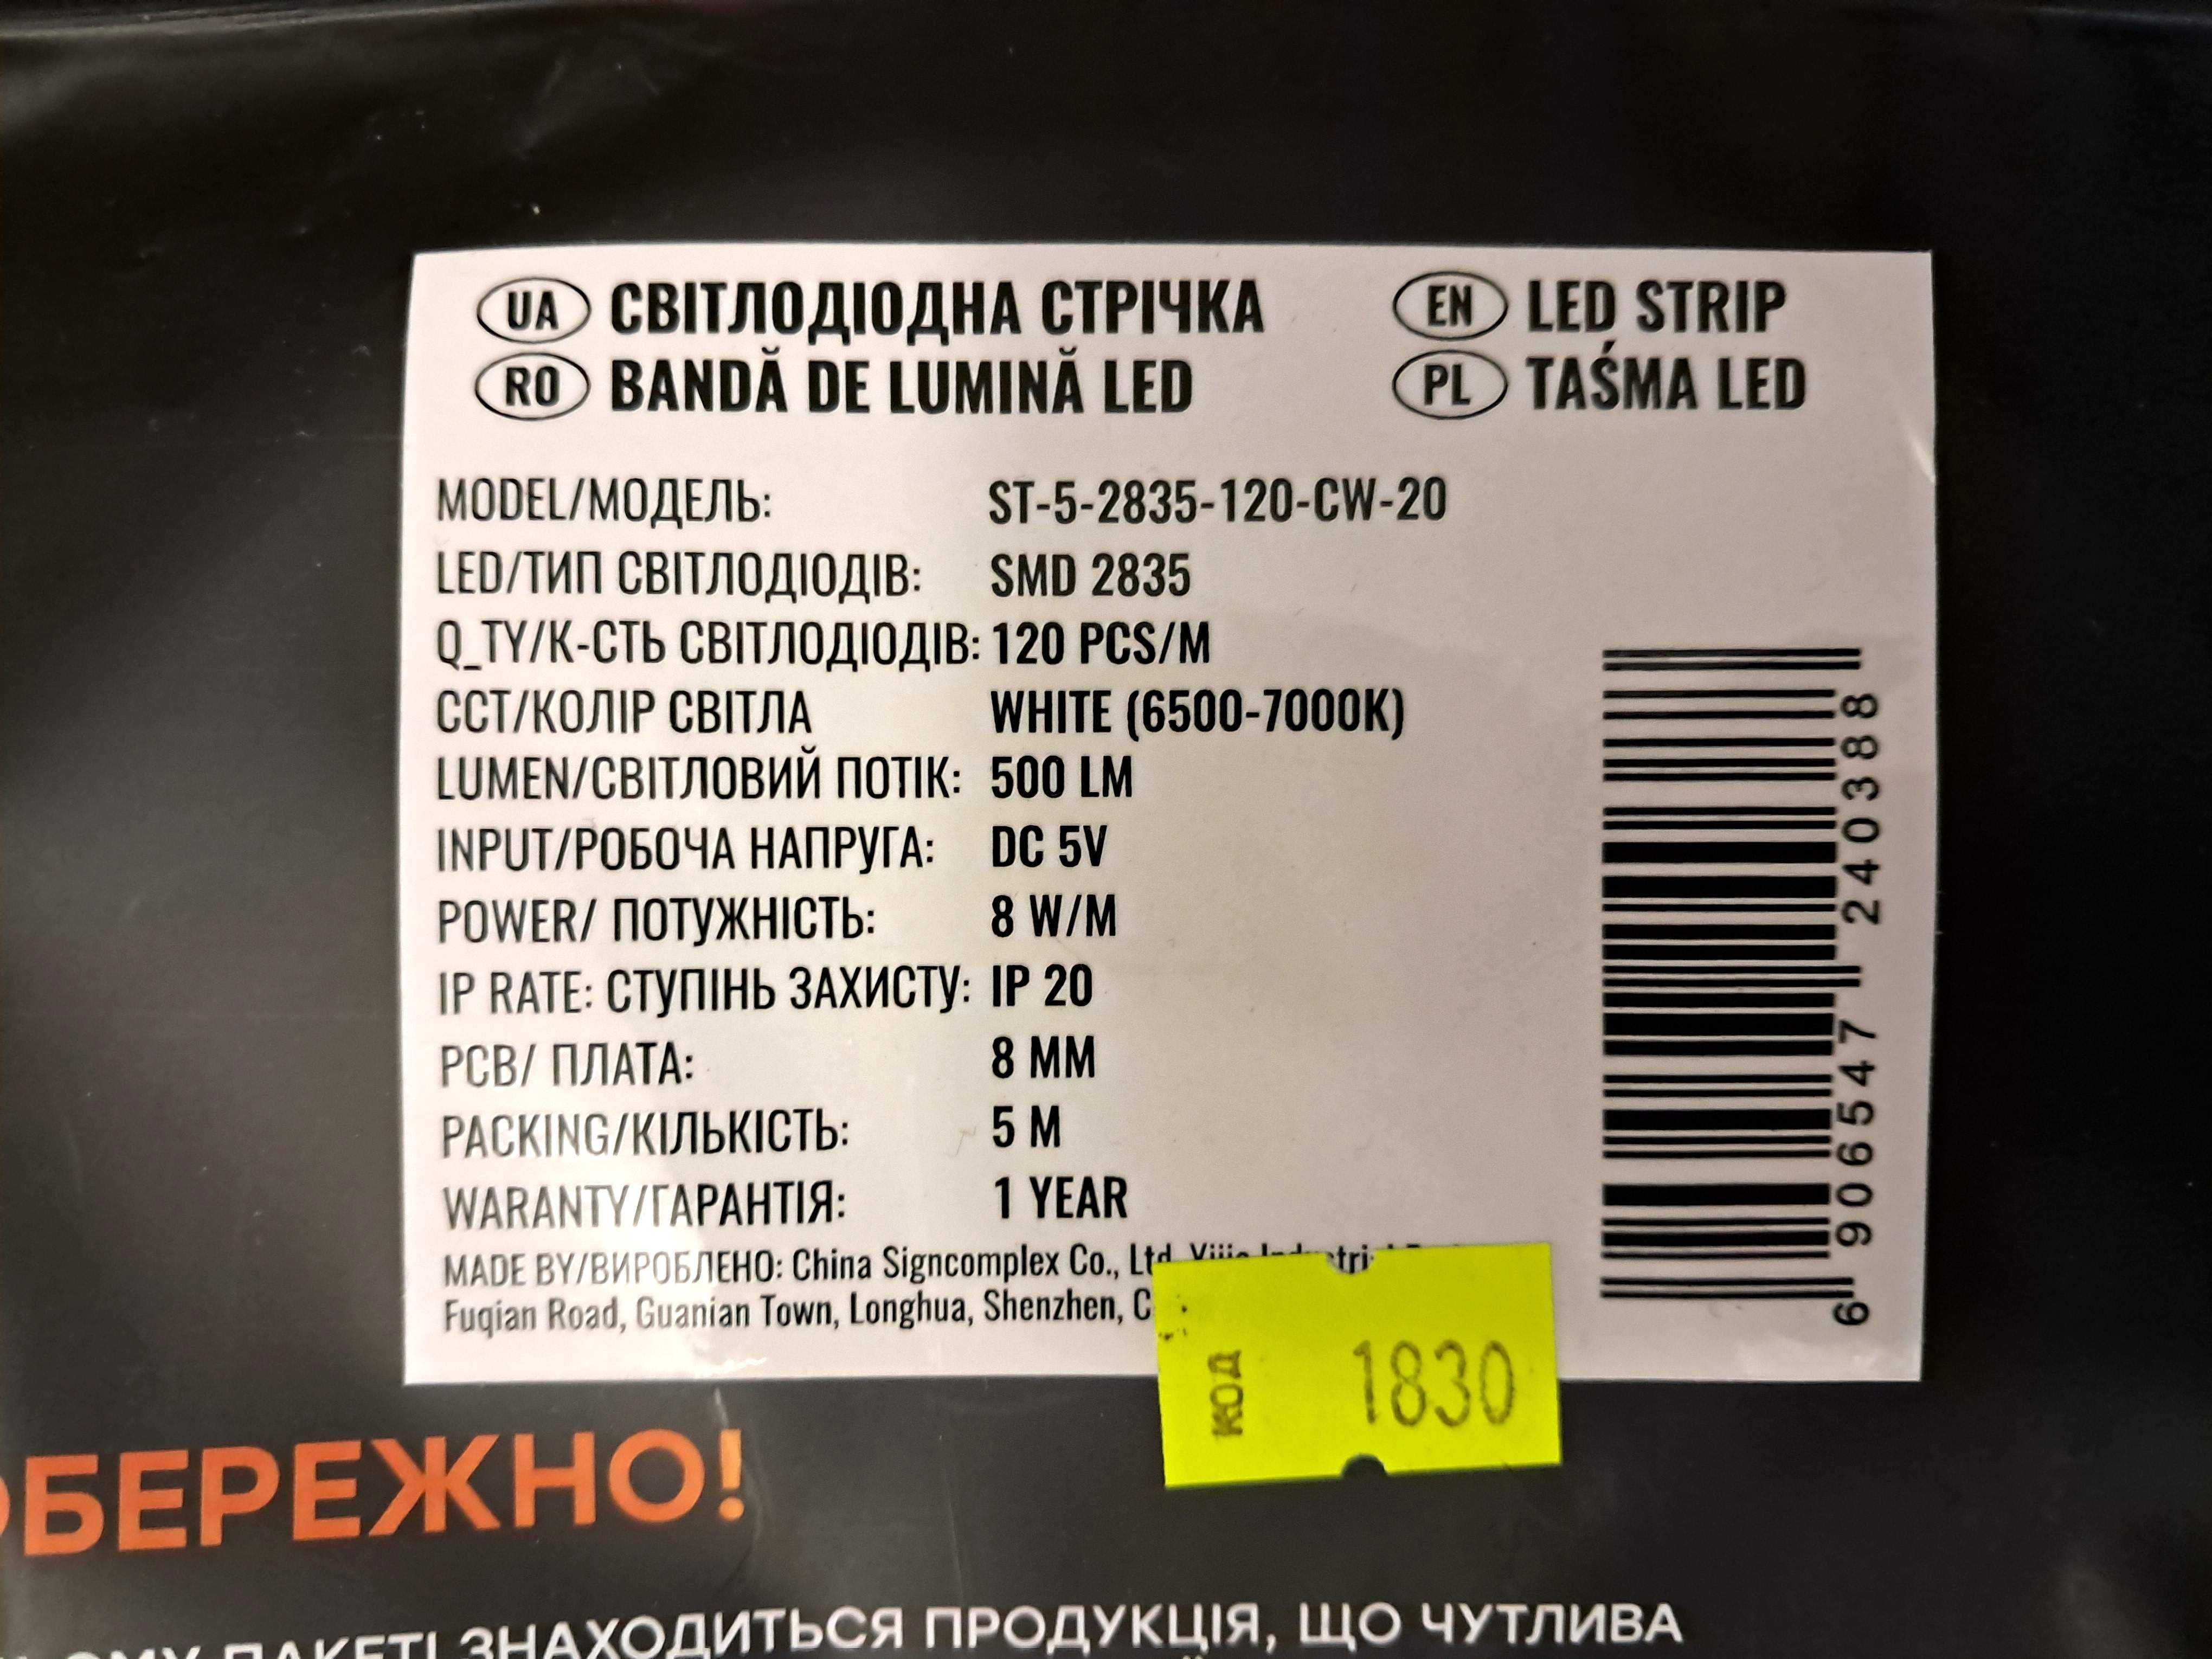 UA СВІТЛОДІОДНА СТРІЧКА
EN LED STRIP
RO BANDĂ DE LUMINĂ LED
PL TAŚMA LED
MODEL/МОДЕЛЬ: ST-5-2835-120-CW-20
LED/ТИП СВІТЛОДІОДІВ: SMD 2835
Q_TY/К-СТЬ СВІТЛОДІОДІВ: 120 PCS/M
CCT/КОЛІР СВІТЛА WHITE (6500-7000K)
LUMEN/СВІТЛОВИЙ ПОТІК: 500 LM
INPUT/РОБОЧА НАПРУГА: DC 5V
POWER/ ПОТУЖНІСТЬ: 8 W/M
IP RATE: СТУПІНЬ ЗАХИСТУ: IP 20
PCB/ ПЛАТА: 8 MM
PACKING/КІЛЬКІСТЬ: 5 M
WARANTY/ГАРАНТІЯ: 1 YEAR
MADE BY/ВИРОБЛЕНО: China Signcomplex Co., Ltd
Fuqian Road, Guanian Town, Longhua, Shenzhen, C
6 906547 240388
КОД 1830
ОБЕРЕЖНО!
ПАКЕТІ ЗНАХОДИТЬСЯ ПРОДУКЦІЯ, ЩО ЧУТЛИВА